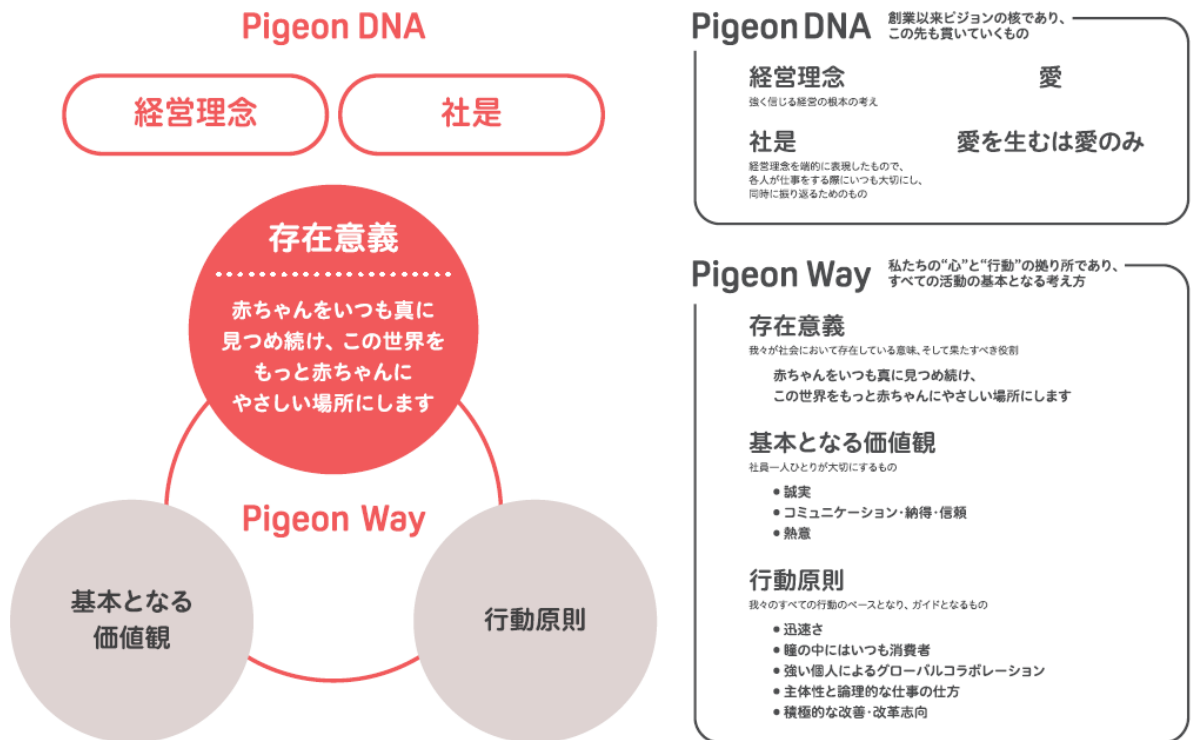 Pigeon DNA
経営理念
社是
存在意義
赤ちゃんをいつも真に
見つめ続け、この世界を
もっと赤ちゃんに
やさしい場所にします
Pigeon Way
基本となる
価値観
行動原則
Pigeon DNA
創業以来ビジョンの核であり、
この先も貫いていくもの
経営理念
愛
強く信じる経営の根本の考え
社是
愛を生むは愛のみ
経営理念を端的に表現したもので、
各人が仕事をする際にいつも大切にし、
同時に振り返るためのもの
Pigeon Way
私たちの“心”と“行動”の拠り所であり、
すべての活動の基本となる考え方
存在意義
我々が社会において存在している意味、そして果たすべき役割
赤ちゃんをいつも真に見つめ続け、
この世界をもっと赤ちゃんにやさしい場所にします
基本となる価値観
社員一人ひとりが大切にするもの
• 誠実
• コミュニケーション・納得・信頼
• 熱意
行動原則
我々のすべての行動のベースとなり、ガイドとなるもの
• 迅速さ
• 瞳の中にはいつも消費者
• 強い個人によるグローバルコラボレーション
• 主体性と論理的な仕事の仕方
• 積極的な改善・改革志向